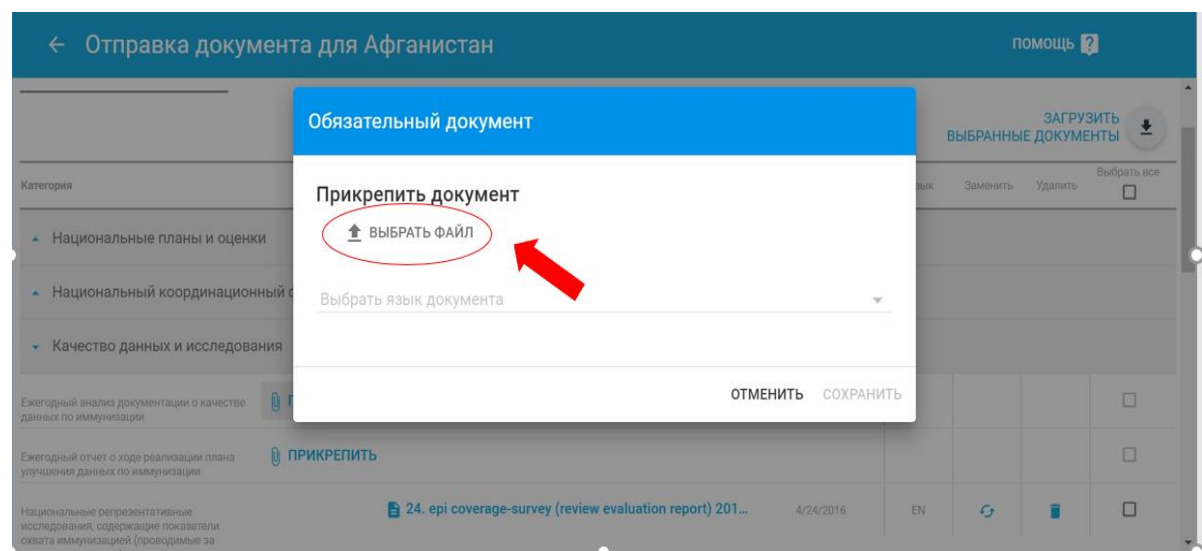 Отправка документа для Афганистан
ПОМОЩЬ ?
Обязательный документ
ЗАГРУЗИТЬ
ВЫБРАННЫЕ ДОКУМЕНТЫ
Категория
Заменить
Удалить
Выбрать все
Прикрепить документ
ВЫБРАТЬ ФАЙЛ
Национальные планы и оценки
Национальный координационный
Выбрать язык документа
Качество данных и исследования
ОТМЕНИТЬ СОХРАНИТЬ
Ежегодный анализ документации о качестве
данных по иммунизации
Ежегодный отчет о ходе реализации плана
улучшения данных по иммунизации
ПРИКРЕПИТЬ
Национальные репрезентативные
исследования, содержащие показатели
охвата иммунизацией (проводимые за
24. epi coverage-survey (review evaluation report) 201...
4/24/2016
EN